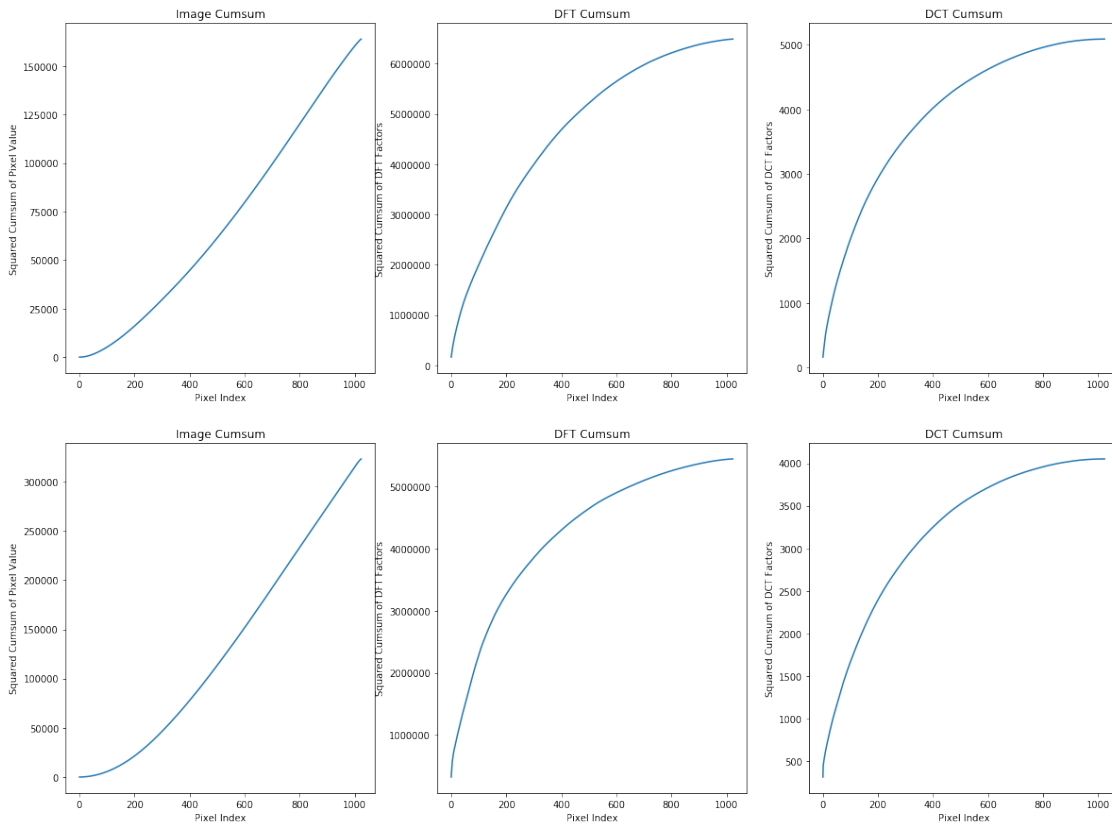 Image Cumsum
DFT Cumsum
DCT Cumsum
Squared Cumsum of Pixel Value
150000
125000
100000
75000
50000
25000
0
0 200 400 600 800 1000
Pixel Index
Squared Cumsum of DFT Factors
6000000
5000000
4000000
3000000
2000000
1000000
0
0 200 400 600 800 1000
Pixel Index
Squared Cumsum of DCT Factors
5000
4000
3000
2000
1000
0
0 200 400 600 800 1000
Pixel Index
Image Cumsum
DFT Cumsum
DCT Cumsum
Squared Cumsum of Pixel Value
300000
250000
200000
150000
100000
50000
0
0 200 400 600 800 1000
Pixel Index
Squared Cumsum of DFT Factors
5000000
4000000
3000000
2000000
1000000
0 200 400 600 800 1000
Pixel Index
Squared Cumsum of DCT Factors
4000
3500
3000
2500
2000
1500
1000
500
0 200 400 600 800 1000
Pixel Index